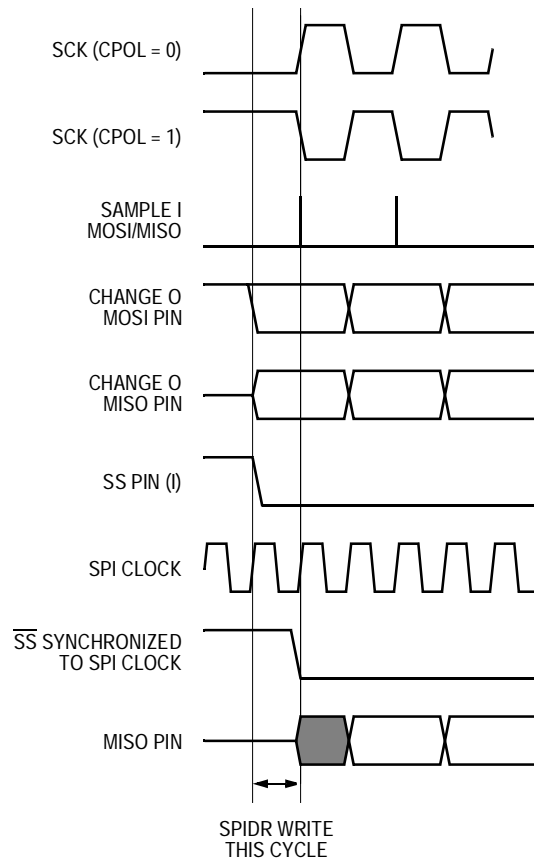 SCK (CPOL = 0)
SCK (CPOL = 1)
SAMPLE I
MOSI/MISO
CHANGE O
MOSI PIN
CHANGE O
MISO PIN
SS PIN (I)
SPI CLOCK
S̅S̅ SYNCHRONIZED
TO SPI CLOCK
MISO PIN
SPIDR WRITE
THIS CYCLE